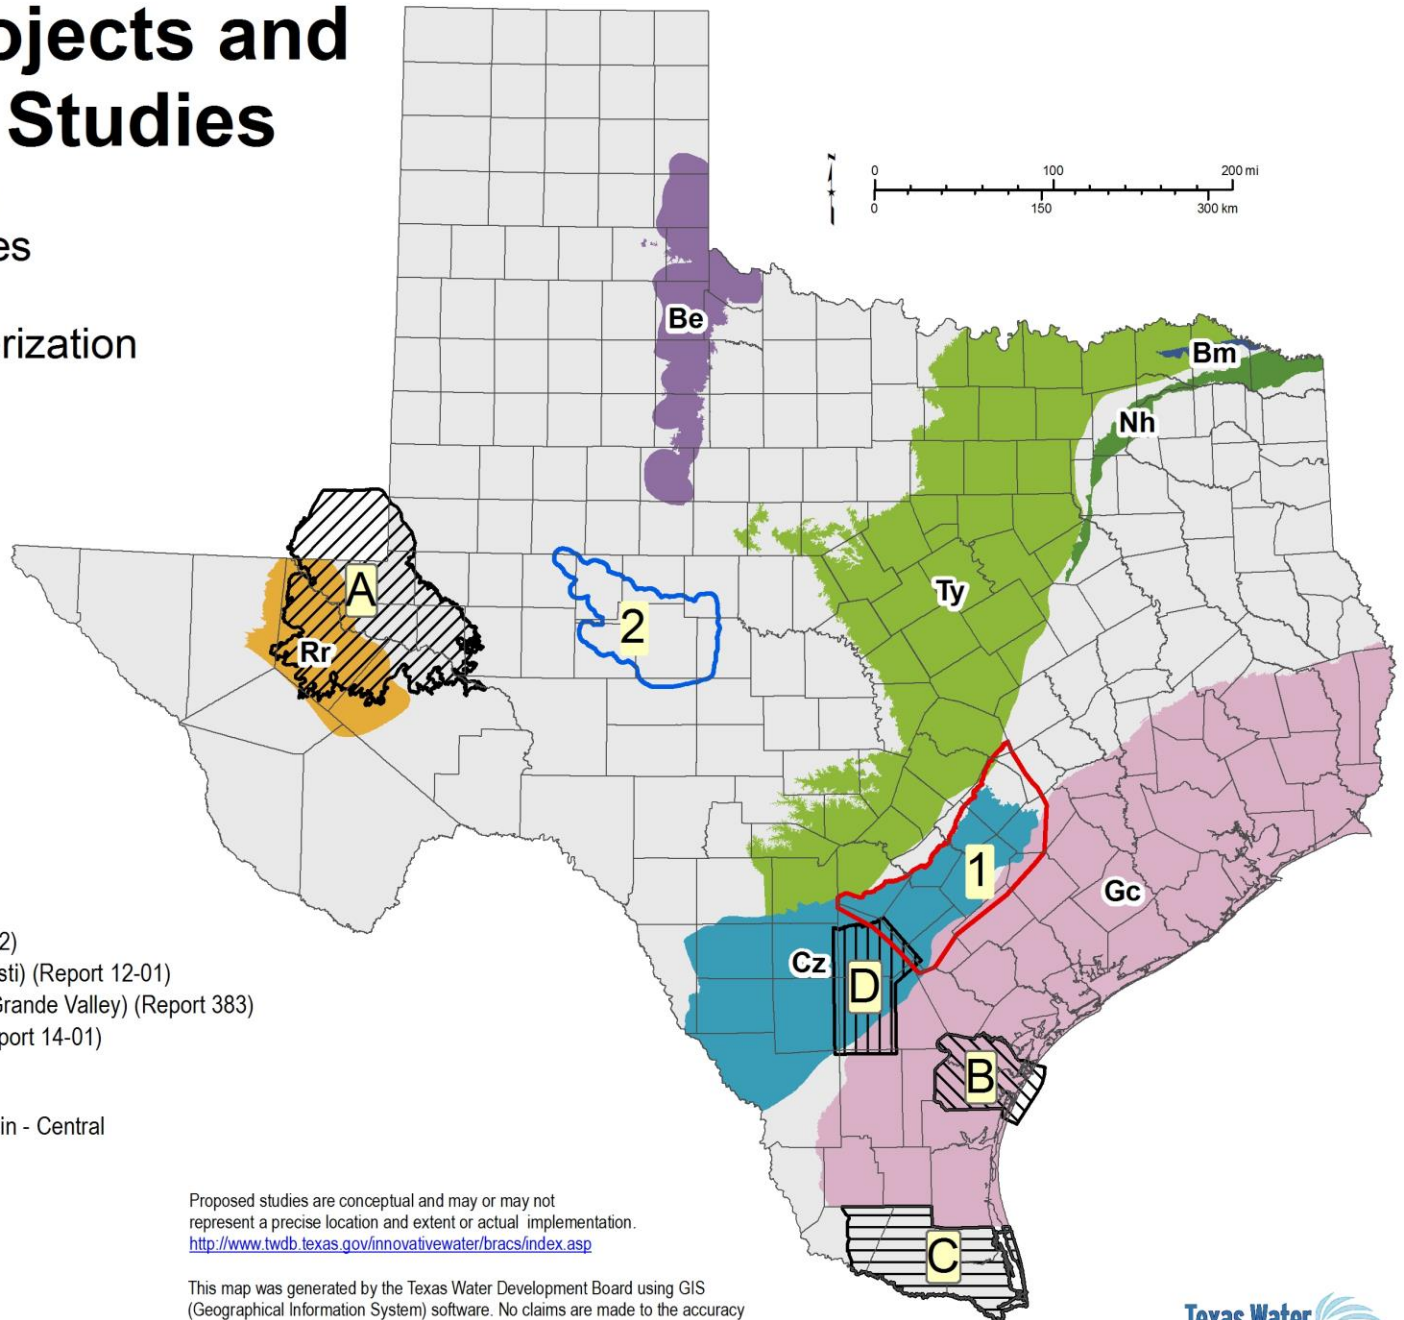 ojects and
Studies
es
rization
N
0 100 200 mi
0 150 300 km
Be
Bm
Nh
A
Ty
2
Rr
1
Gc
Cz
D
B
C
2)
sti) (Report 12-01)
Grande Valley) (Report 383)
port 14-01)
in - Central
Proposed studies are conceptual and may or may not
represent a precise location and extent or actual implementation.
http://www.twdb.texas.gov/innovativewater/bracs/index.asp
This map was generated by the Texas Water Development Board using GIS
(Geographical Information System) software. No claims are made to the accuracy
Texas Water